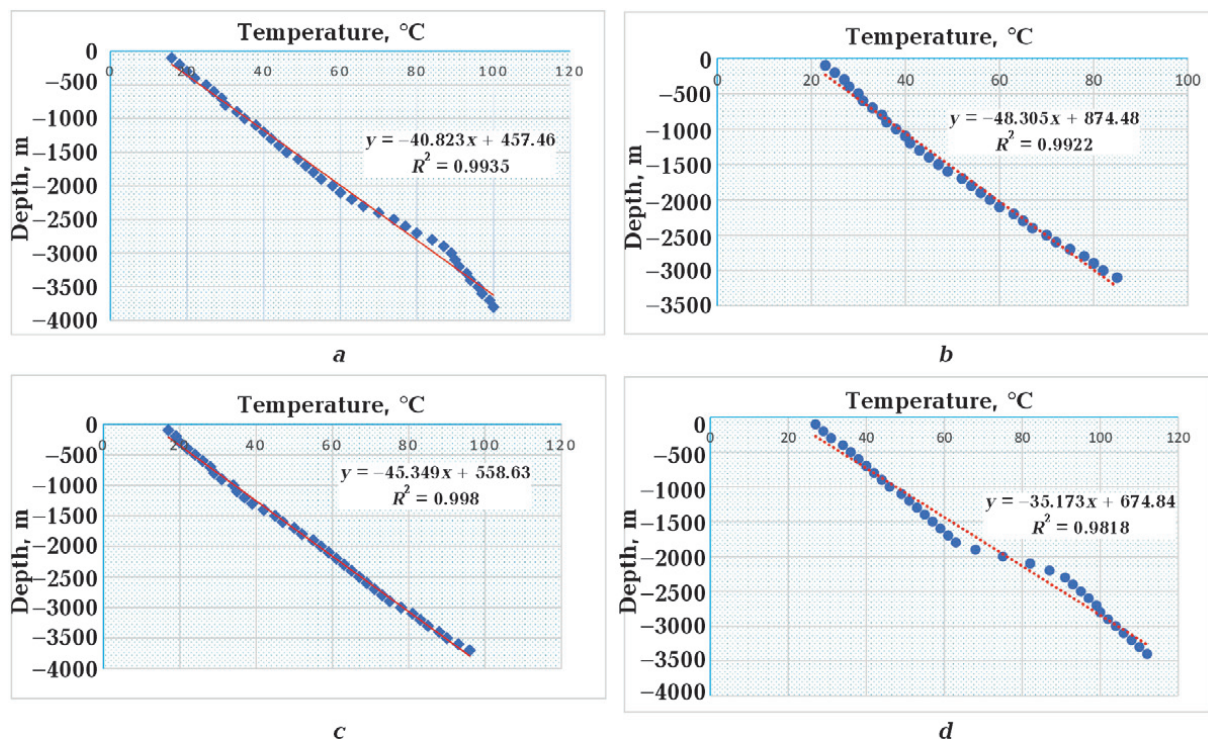 Temperature, °C
0
0 20 40 60 80 100 120
−500
−1000
−1500
−2000
−2500
−3000
−3500
−4000
Depth, m
y = −40.823x + 457.46
R² = 0.9935
a
Temperature, °C
0
0 20 40 60 80 100
−500
−1000
−1500
−2000
−2500
−3000
−3500
Depth, m
y = −48.305x + 874.48
R² = 0.9922
b
Temperature, °C
0
0 20 40 60 80 100 120
−500
−1000
−1500
−2000
−2500
−3000
−3500
−4000
Depth, m
y = −45.349x + 558.63
R² = 0.998
c
Temperature, °C
0
0 20 40 60 80 100 120
−500
−1000
−1500
−2000
−2500
−3000
−3500
−4000
Depth, m
y = −35.173x + 674.84
R² = 0.9818
d